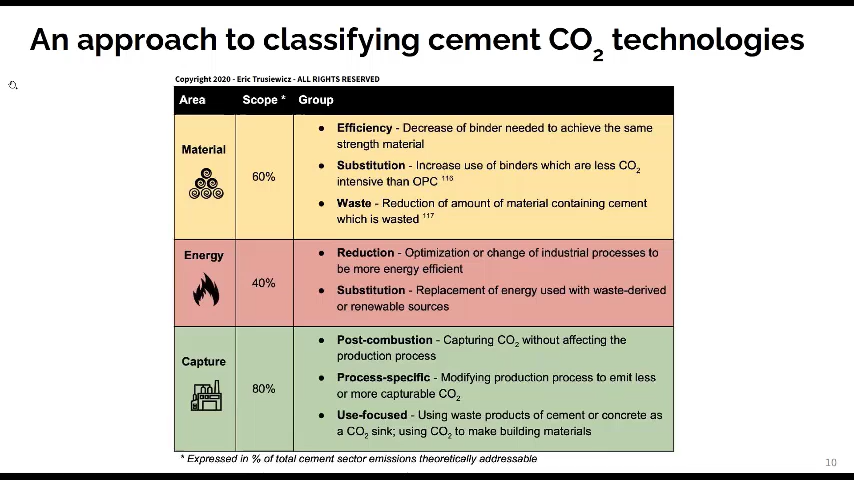 An approach to classifying cement CO2 technologies
Copyright 2020 - Eric Trusiewicz - ALL RIGHTS RESERVED
Area Scope * Group
Material
60%
● Efficiency - Decrease of binder needed to achieve the same
strength material
● Substitution - Increase use of binders which are less CO2
intensive than OPC 116
● Waste - Reduction of amount of material containing cement
which is wasted 117
Energy
40%
● Reduction - Optimization or change of industrial processes to
be more energy efficient
● Substitution - Replacement of energy used with waste-derived
or renewable sources
Capture
80%
● Post-combustion - Capturing CO2 without affecting the
production process
● Process-specific - Modifying production process to emit less
or more capturable CO2
● Use-focused - Using waste products of cement or concrete as
a CO2 sink; using CO2 to make building materials
* Expressed in % of total cement sector emissions theoretically addressable
10